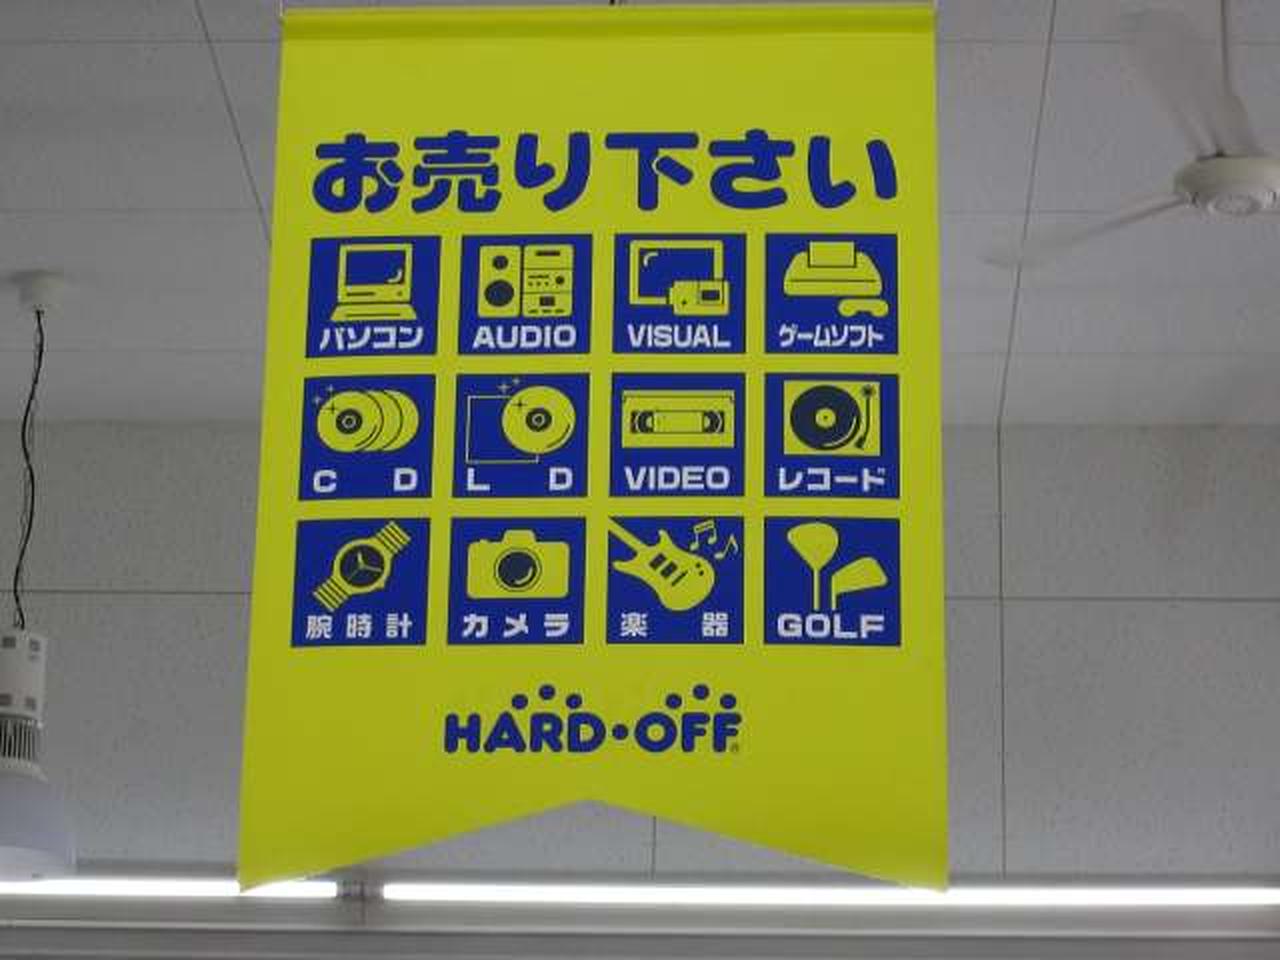 お売り下さい
パソコン AUDIO VISUAL ゲームソフト
C D L D VIDEO レコード
腕時計 カメラ 楽器 GOLF
HARD・OFF